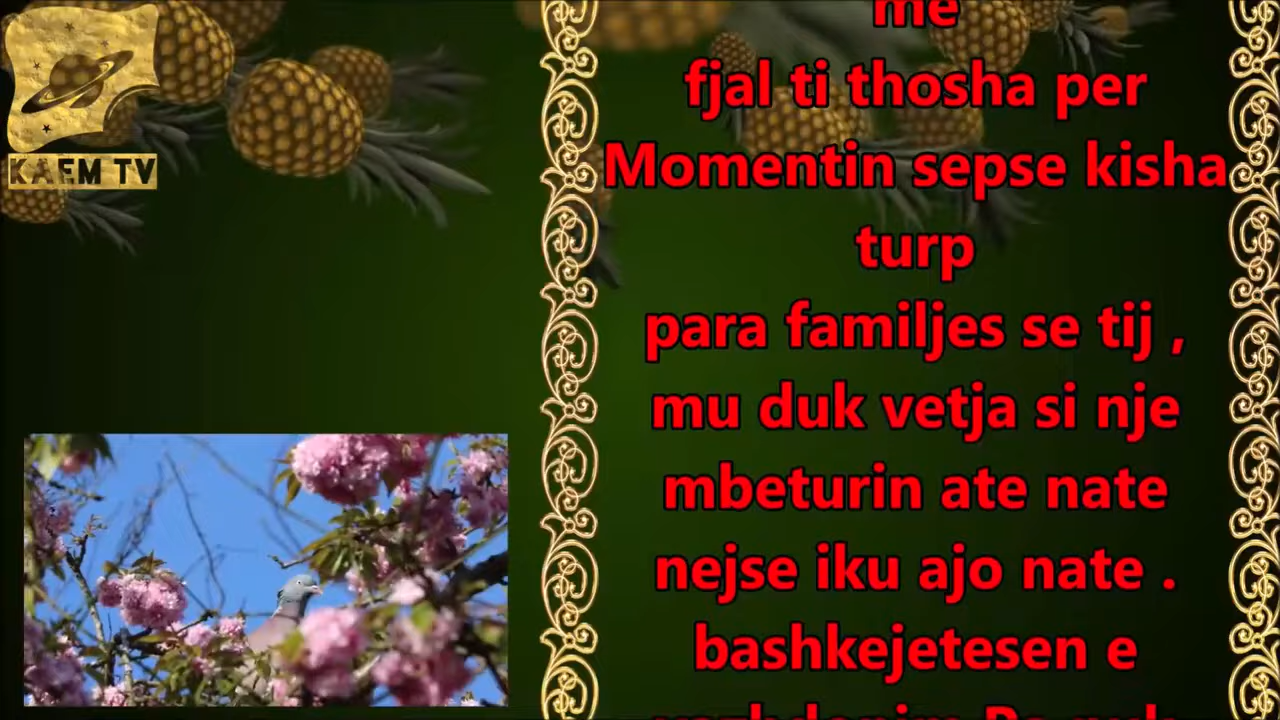 KAEM TV
me
fjal ti thosha per
Momentin sepse kisha
turp
para familjes se tij ,
mu duk vetja si nje
mbeturin ate nate
nejse iku ajo nate .
bashkejetesen e